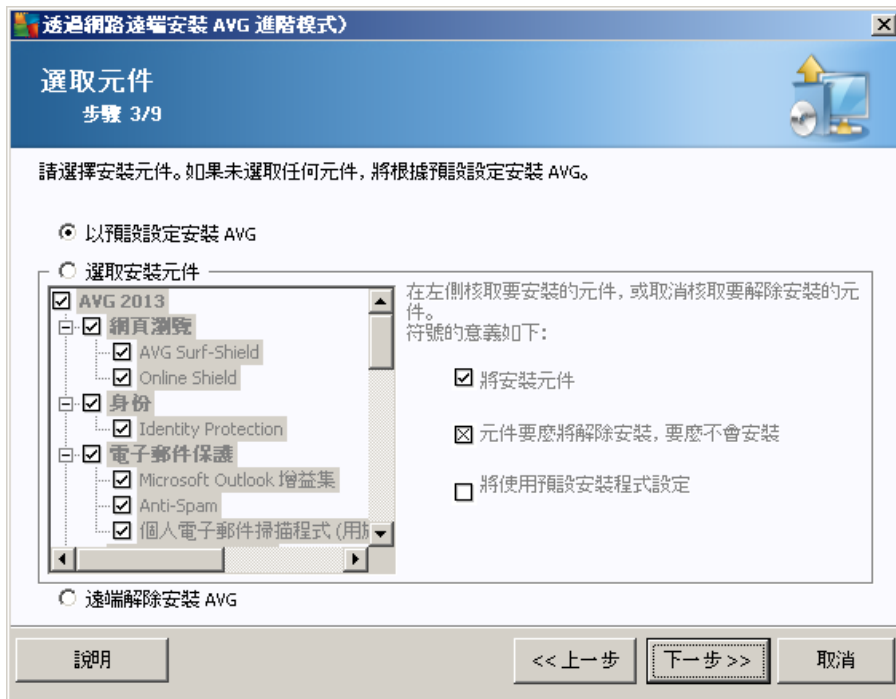 透過網路遠端安裝 AVG 進階模式)
選取元件
步驟 3/9
請選擇安裝元件。如果未選取任何元件, 將根據預設設定安裝 AVG。
以預設設定安裝 AVG
選取安裝元件
AVG 2013
網頁瀏覽
AVG Surf-Shield
Online Shield
身份
Identity Protection
電子郵件保護
Microsoft Outlook 增益集
Anti-Spam
個人電子郵件掃描程式 (用於
在左側核取要安裝的元件, 或取消核取要解除安裝的元
件。
符號的意義如下:
將安裝元件
元件要麼將解除安裝, 要麼不會安裝
將使用預設安裝程式設定
遠端解除安裝 AVG
說明
<< 上一步
下一步 >>
取消